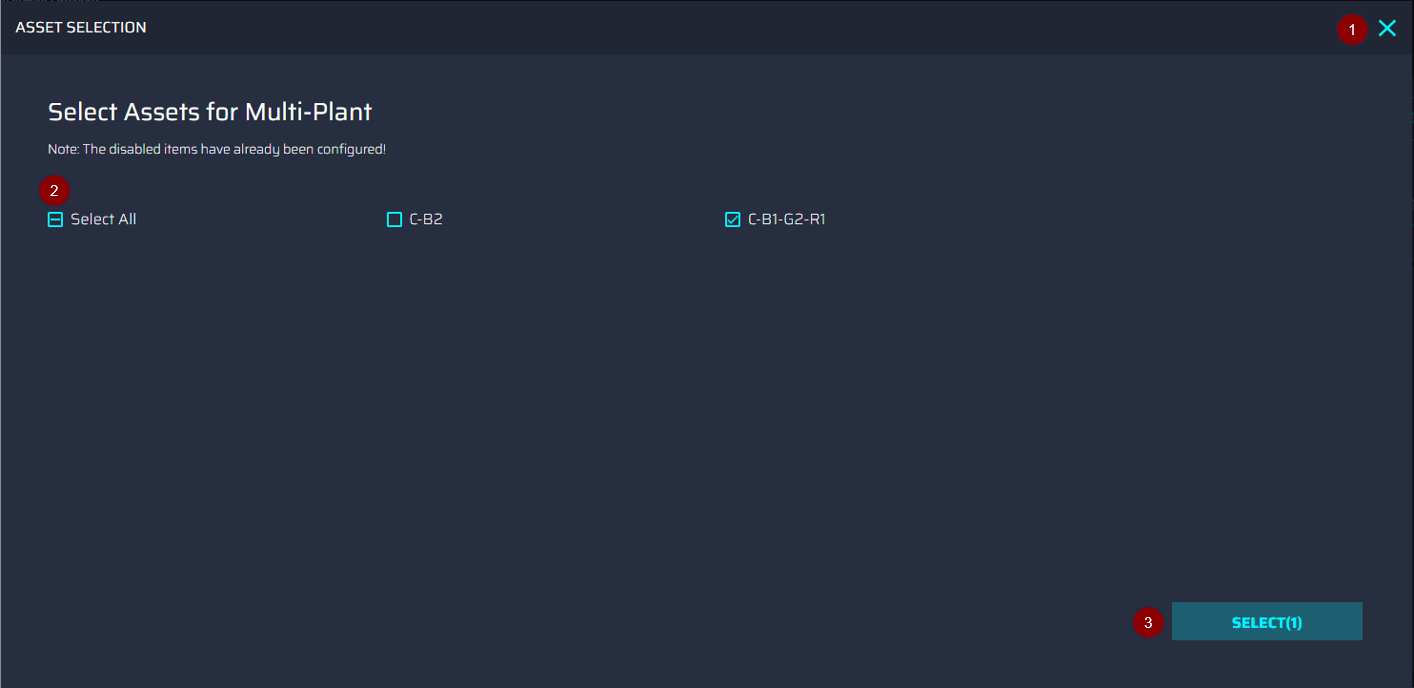 ASSET SELECTION
1
Select Assets for Multi-Plant
Note: The disabled items have already been configured!
2
Select All
C-B2
C-B1-G2-R1
3
SELECT(1)